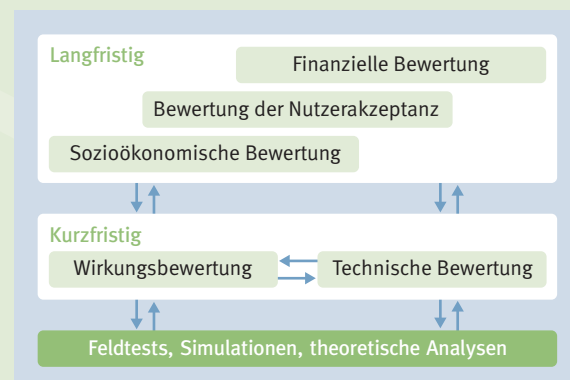 Langfristig
Finanzielle Bewertung
Bewertung der Nutzerakzeptanz
Sozioökonomische Bewertung
Kurzfristig
Wirkungsbewertung
Technische Bewertung
Feldtests, Simulationen, theoretische Analysen